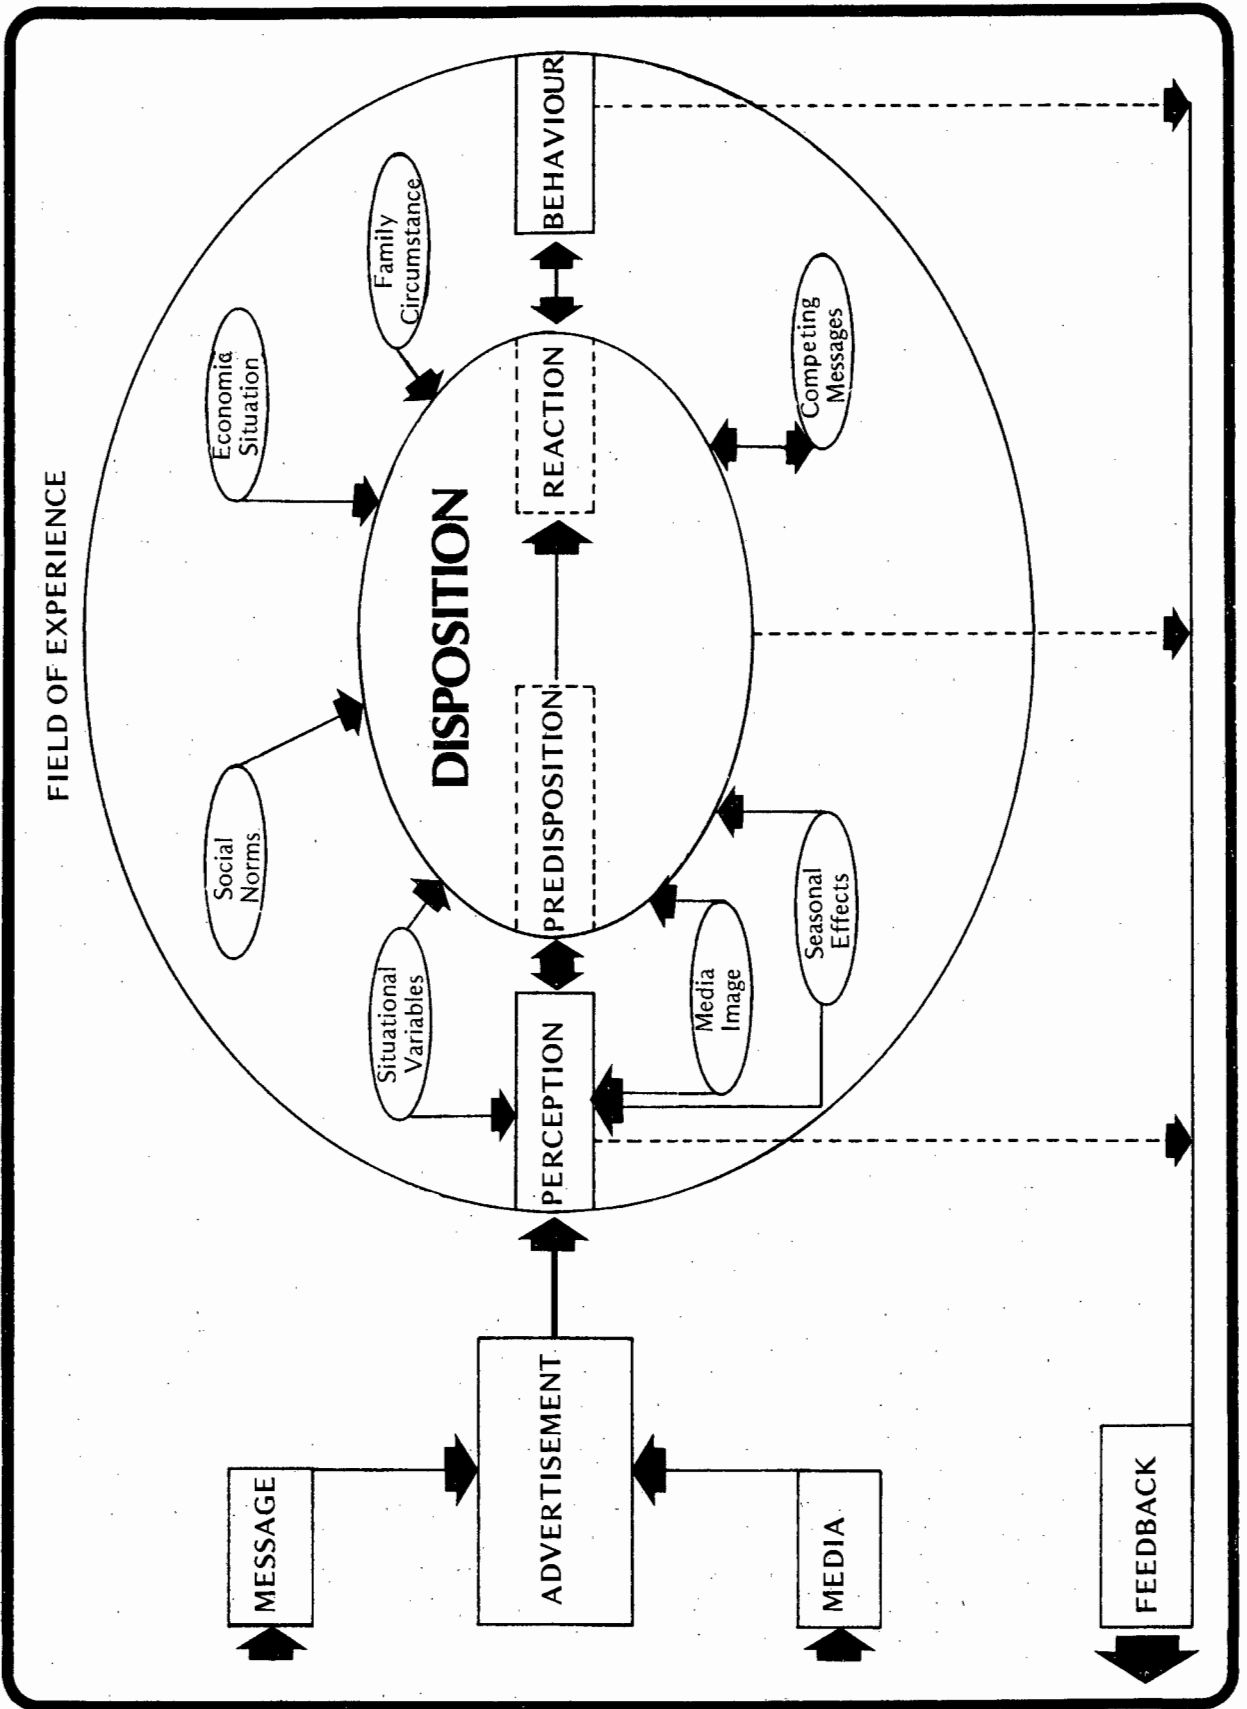 FIELD OF EXPERIENCE
Social
Norms
Economic
Situation
Situational
Variables
Family
Circumstance
DISPOSITION
MESSAGE
ADVERTISEMENT
PERCEPTION
PREDISPOSITION
REACTION
BEHAVIOUR
MEDIA
Media
Image
Seasonal
Effects
Competing
Messages
FEEDBACK